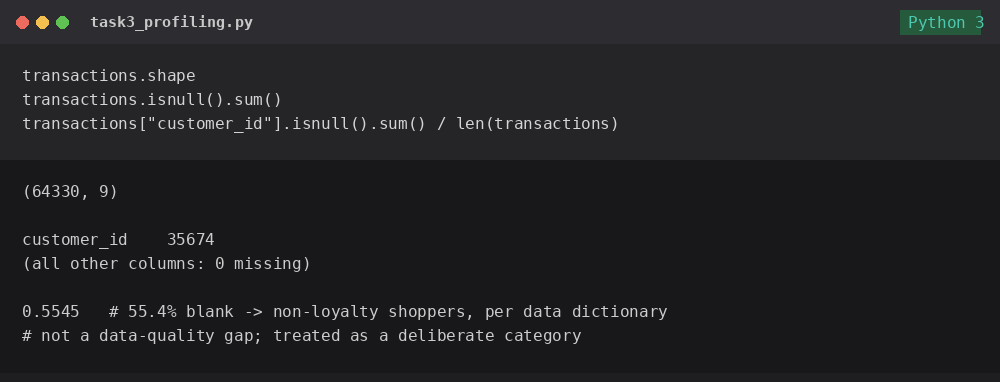 task3_profiling.py
Python 3
transactions.shape
transactions.isnull().sum()
transactions["customer_id"].isnull().sum() / len(transactions)
(64330, 9)
customer_id    35674
(all other columns: 0 missing)
0.5545   # 55.4% blank -> non-loyalty shoppers, per data dictionary
# not a data-quality gap; treated as a deliberate category